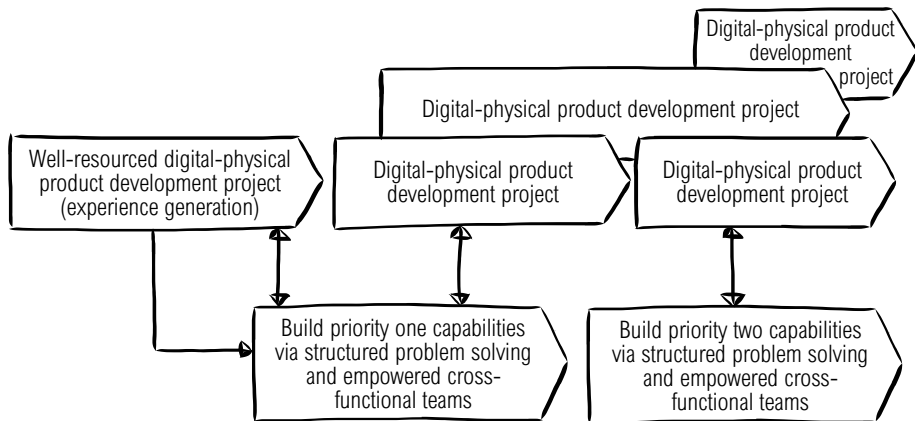 Digital-physical product
development
project
Digital-physical product development project
Well-resourced digital-physical
product development project
(experience generation)
Digital-physical product
development project
Digital-physical product
development project
Build priority one capabilities
via structured problem solving
and empowered cross-
functional teams
Build priority two capabilities
via structured problem solving
and empowered cross-
functional teams